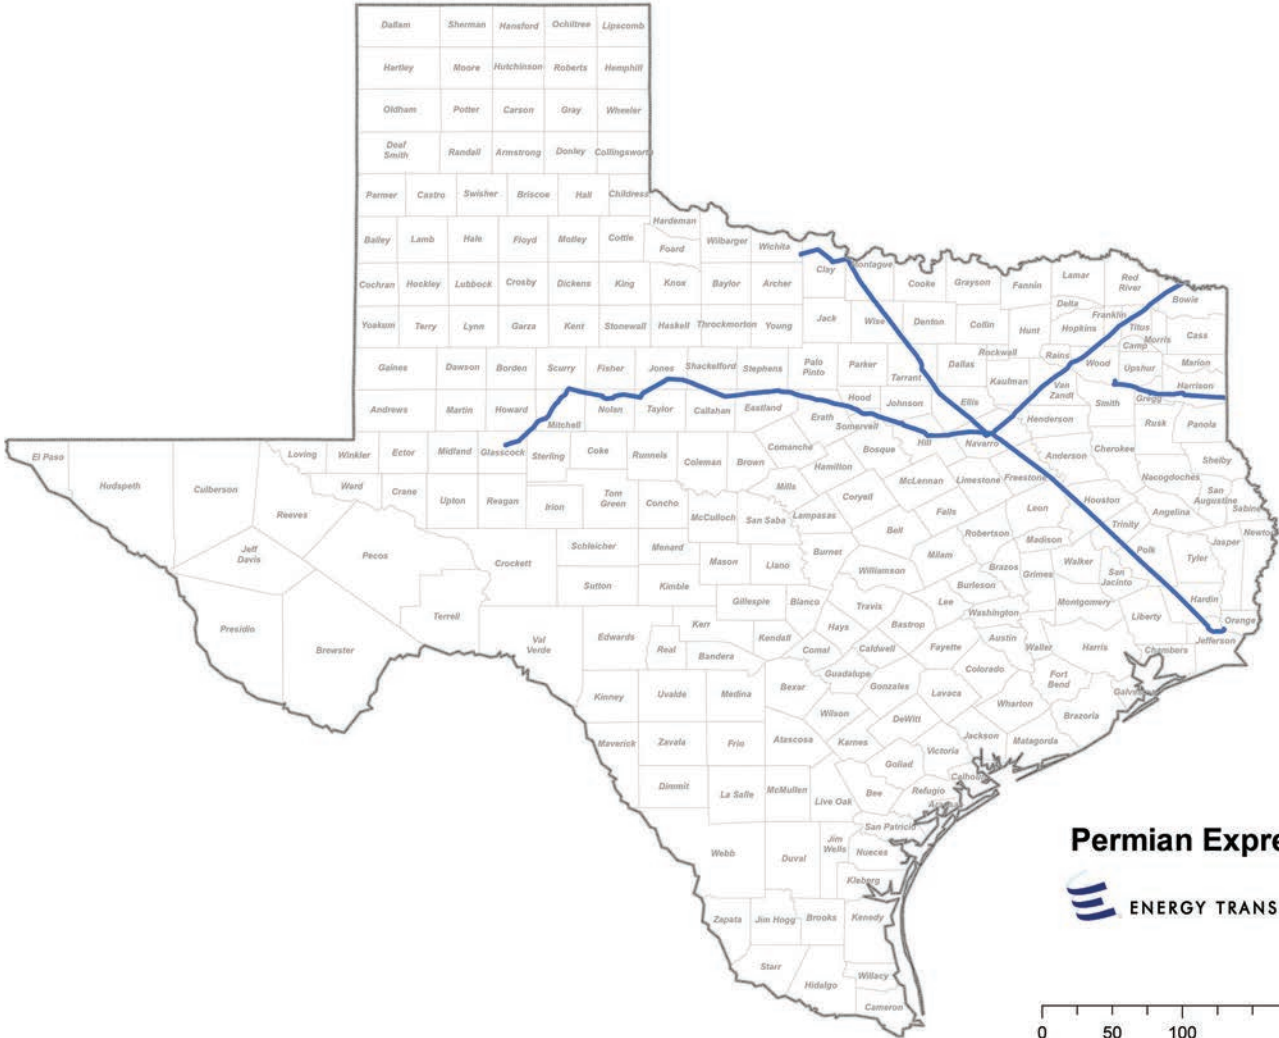 Dallam Sherman Hansford Ochiltree Lipscomb
Hartley Moore Hutchinson Roberts Hemphill
Oldham Potter Carson Gray Wheeler
Deaf
Smith Randall Armstrong Donley Collingsworth
Parmer Castro Swisher Briscoe Hall Childress
Hardeman
Bailey Lamb Hale Floyd Motley Cottle Foard Wilbarger Wichita
Clay ontague Cooke Grayson Fannin Lamar Red
River Bowie
Cochran Hockley Lubbock Crosby Dickens King Knox Baylor Archer
Delta Franklin
Yoakum Terry Lynn Garza Kent Stonewall Haskell Throckmorton Young Jack Wise Denton Collin Hunt Hopkins Titus Morris Cass
Camp
Gaines Dawson Borden Scurry Fisher Jones Shackelford Stephens Palo
Pinto Parker Tarrant Dallas Rockwall Rains Wood Upshur Marion
Kaufman Van
Zandt Harrison
Andrews Martin Howard Mitchell Nolan Taylor Callahan Eastland Erath Hood Johnson Ellis Smith Gregg
Somervell Henderson Rusk Panola
El Paso Loving Winkler Ector Midland Glasscock Sterling Coke Runnels Coleman Brown Comanche Bosque Hill Navarro Anderson Cherokee Shelby
Hudspeth Culberson Ward Crane Upton Reagan Irion Tom
Green Concho Mills Hamilton McLennan Limestone Freestone Nacogdoches
Reeves McCulloch San Saba Lampasas Coryell Falls Leon Houston San
Augustine Sabine
Angelina
Trinity
Jeff
Davis Pecos Crockett Schleicher Menard Mason Llano Burnet Bell Milam Robertson Madison Polk Tyler Jasper Newto
Sutton Kimble Williamson Brazos Grimes Walker San
Jacinto
Burleson
Presidio Terrell Gillespie Blanco Travis Lee Washington Montgomery Liberty Hardin
Brewster Val
Verde Edwards Kerr Kendall Hays Bastrop Austin Orange
Real Bandera Comal Caldwell Fayette Waller Harris Chambers Jefferson
Kinney Uvalde Medina Bexar Guadalupe Gonzales Lavaca Colorado Fort
Bend
Wilson DeWitt Wharton Brazoria
Maverick Zavala Frio Atascosa Karnes Victoria Jackson Matagorda
Goliad
Dimmit La Salle McMullen Live Oak Bee Refugio
San Patricio
Webb Duval Jim
Wells Nueces
Kleberg
Zapata Jim Hogg Brooks Kenedy
Starr Hidalgo Willacy
Cameron
Permian Expre
ENERGY TRANS
0 50 100